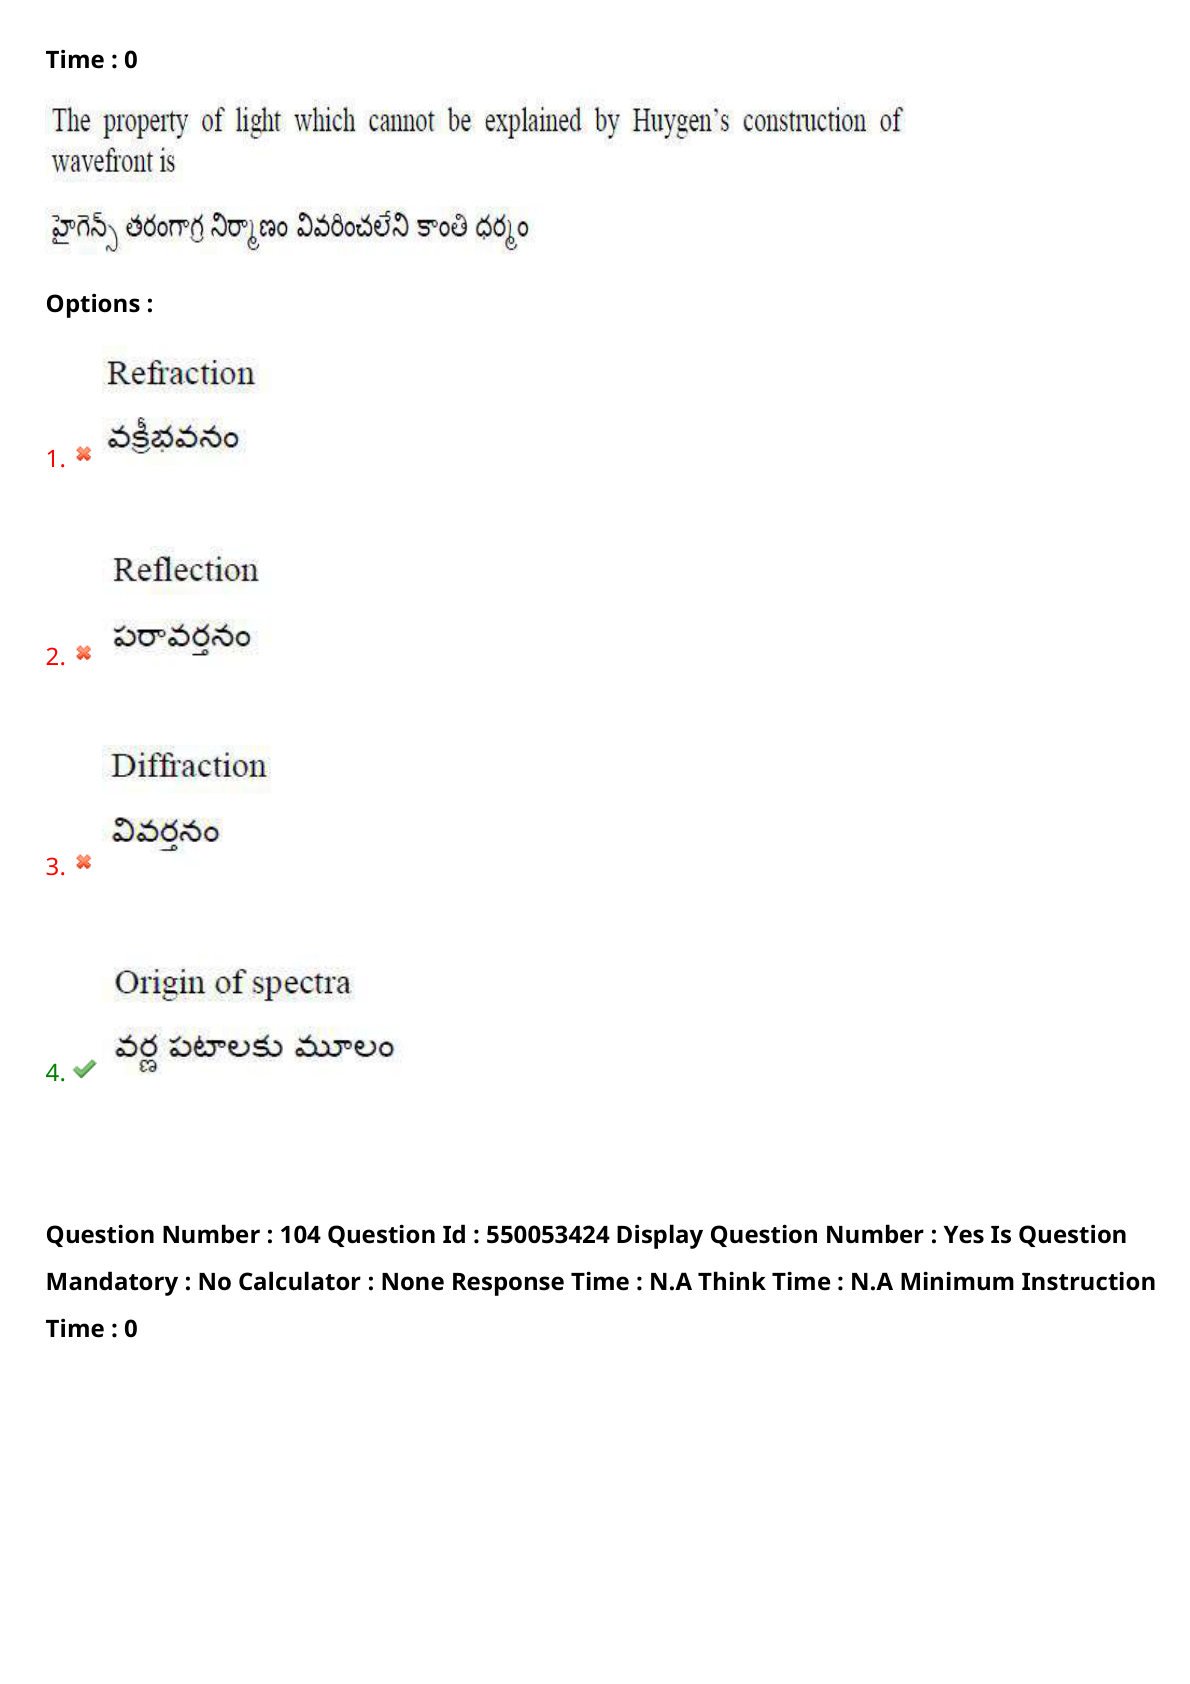 Time : 0
The property of light which cannot be explained by Huygen's construction of
wavefront is
హైగెన్స్ తరంగాగ్ర నిర్మాణం వివరించలేని కాంతి ధర్మం
Options :
Refraction
వక్రీభవనం
1.
Reflection
పరావర్తనం
2.
Diffraction
వివర్తనం
3.
Origin of spectra
వర్ణ పటాలకు మూలం
4.
Question Number : 104 Question Id : 550053424 Display Question Number : Yes Is Question
Mandatory : No Calculator : None Response Time : N.A Think Time : N.A Minimum Instruction
Time : 0